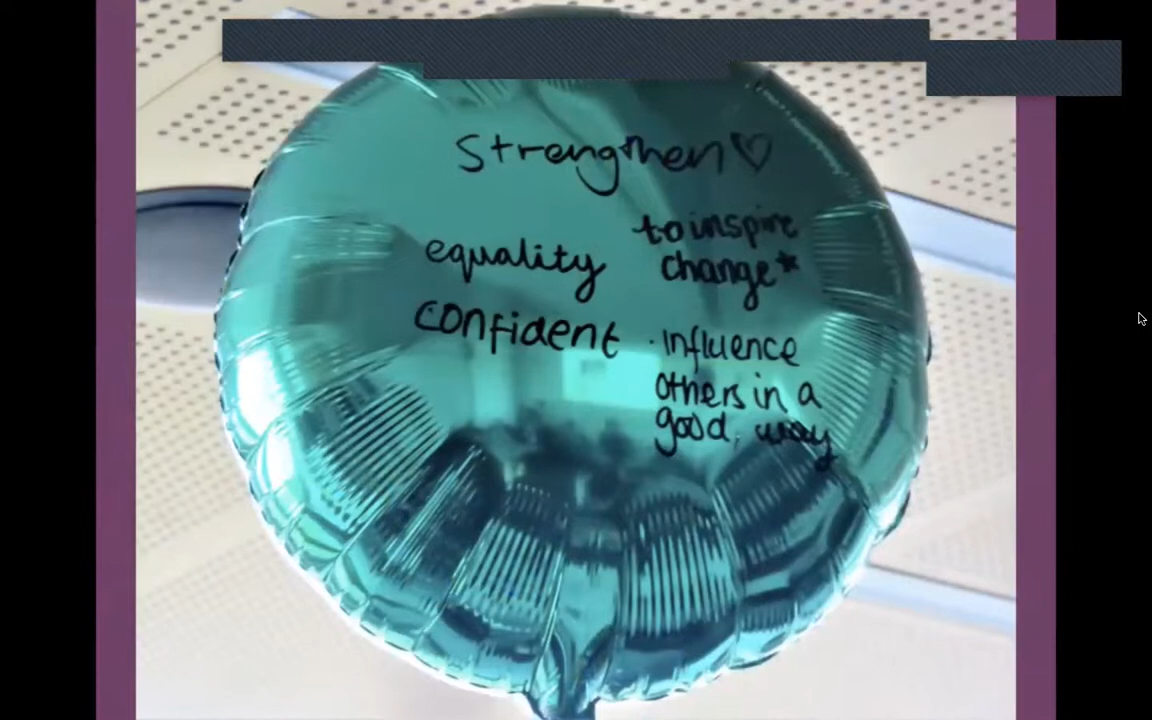 Strengthen♡
to inspire
change*
equality
confident
·Influence
others in a
good way